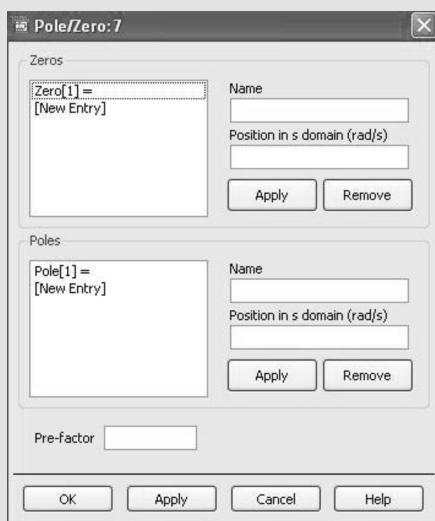 Pole/Zero: 7
Zeros
Zero[1] =
[New Entry]
Name
Position in s domain (rad/s)
Apply
Remove
Poles
Pole[1] =
[New Entry]
Name
Position in s domain (rad/s)
Apply
Remove
Pre-factor
OK
Apply
Cancel
Help